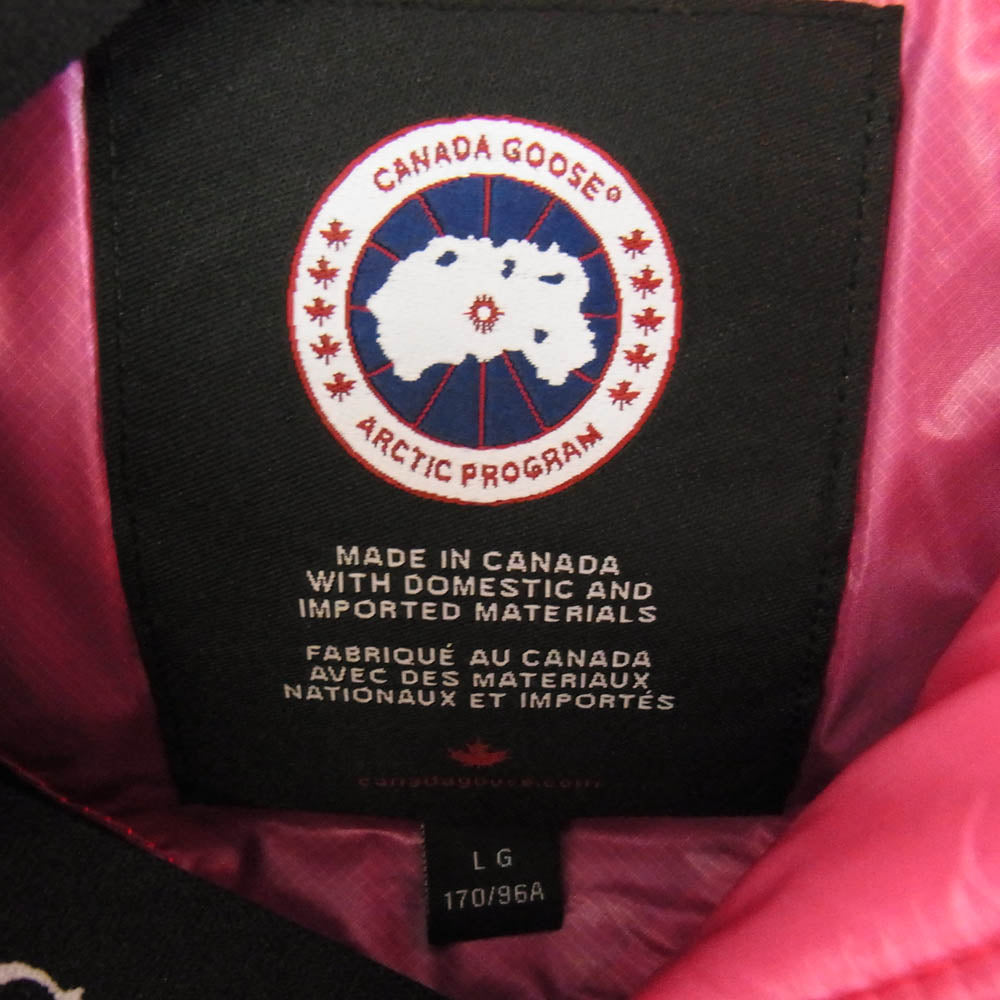 CANADA GOOSE®
ARCTIC PROGRAM
MADE IN CANADA
WITH DOMESTIC AND
IMPORTED MATERIALS
FABRIQUÉ AU CANADA
AVEC DES MATERIAUX
NATIONAUX ET IMPORTÉS
canadagoose.com
LG
170/96A